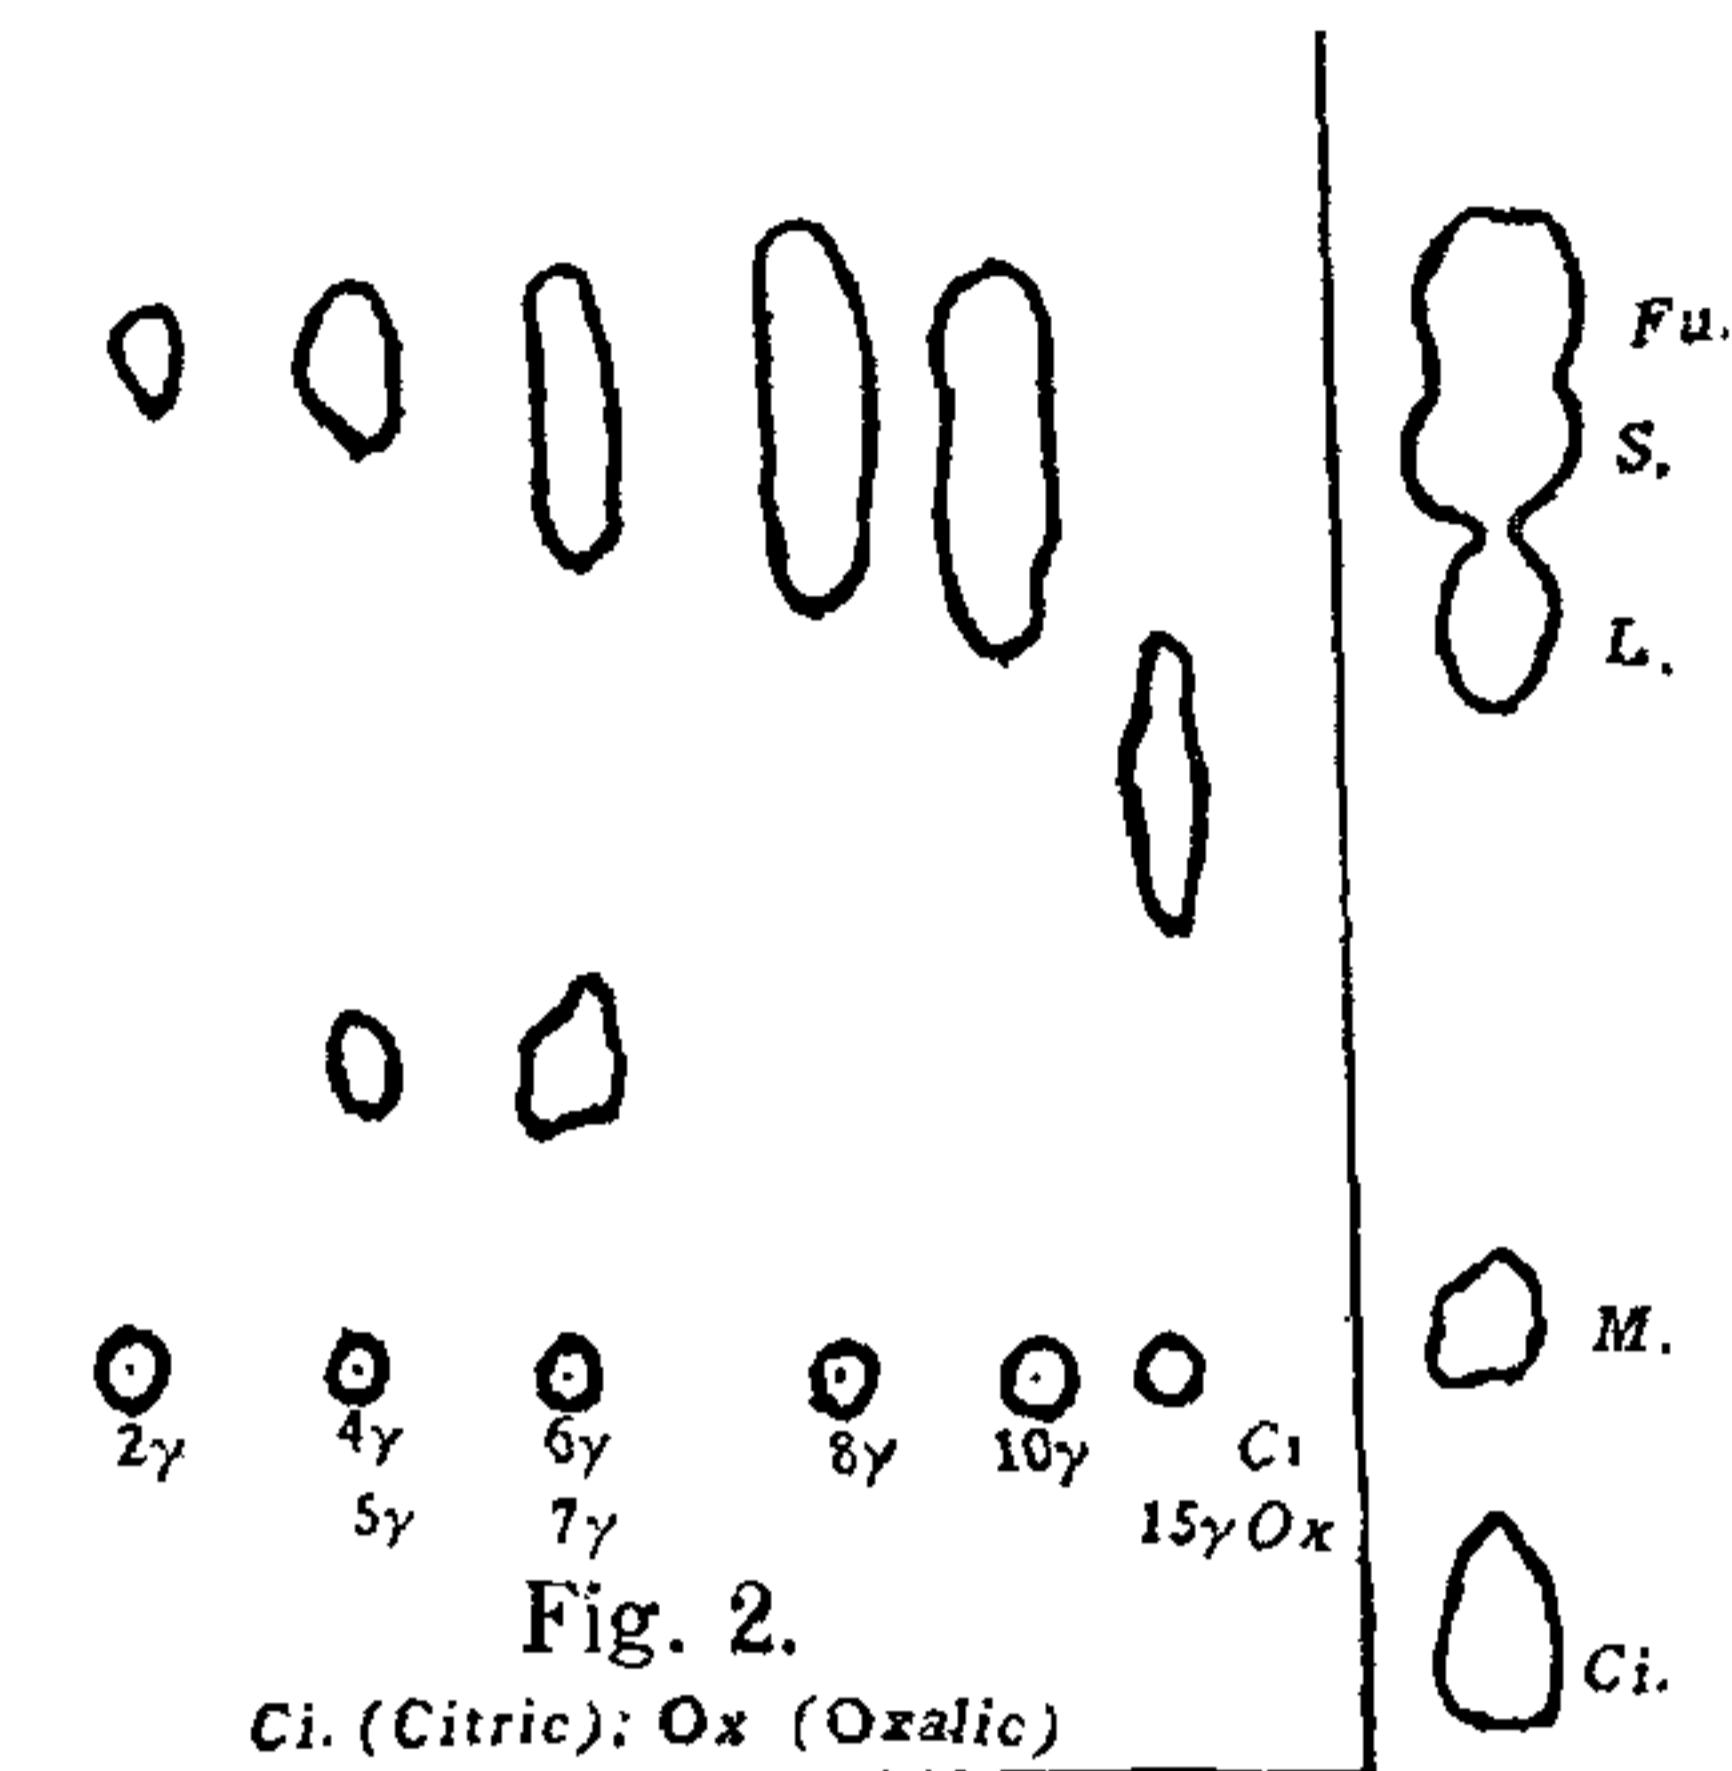 Fu.
S.
L.
M.
2γ 4γ 6γ 8γ 10γ Ci
5γ 7γ 15γ Ox
Ci.
Fig. 2.
Ci. (Citric); Ox (Oxalic)